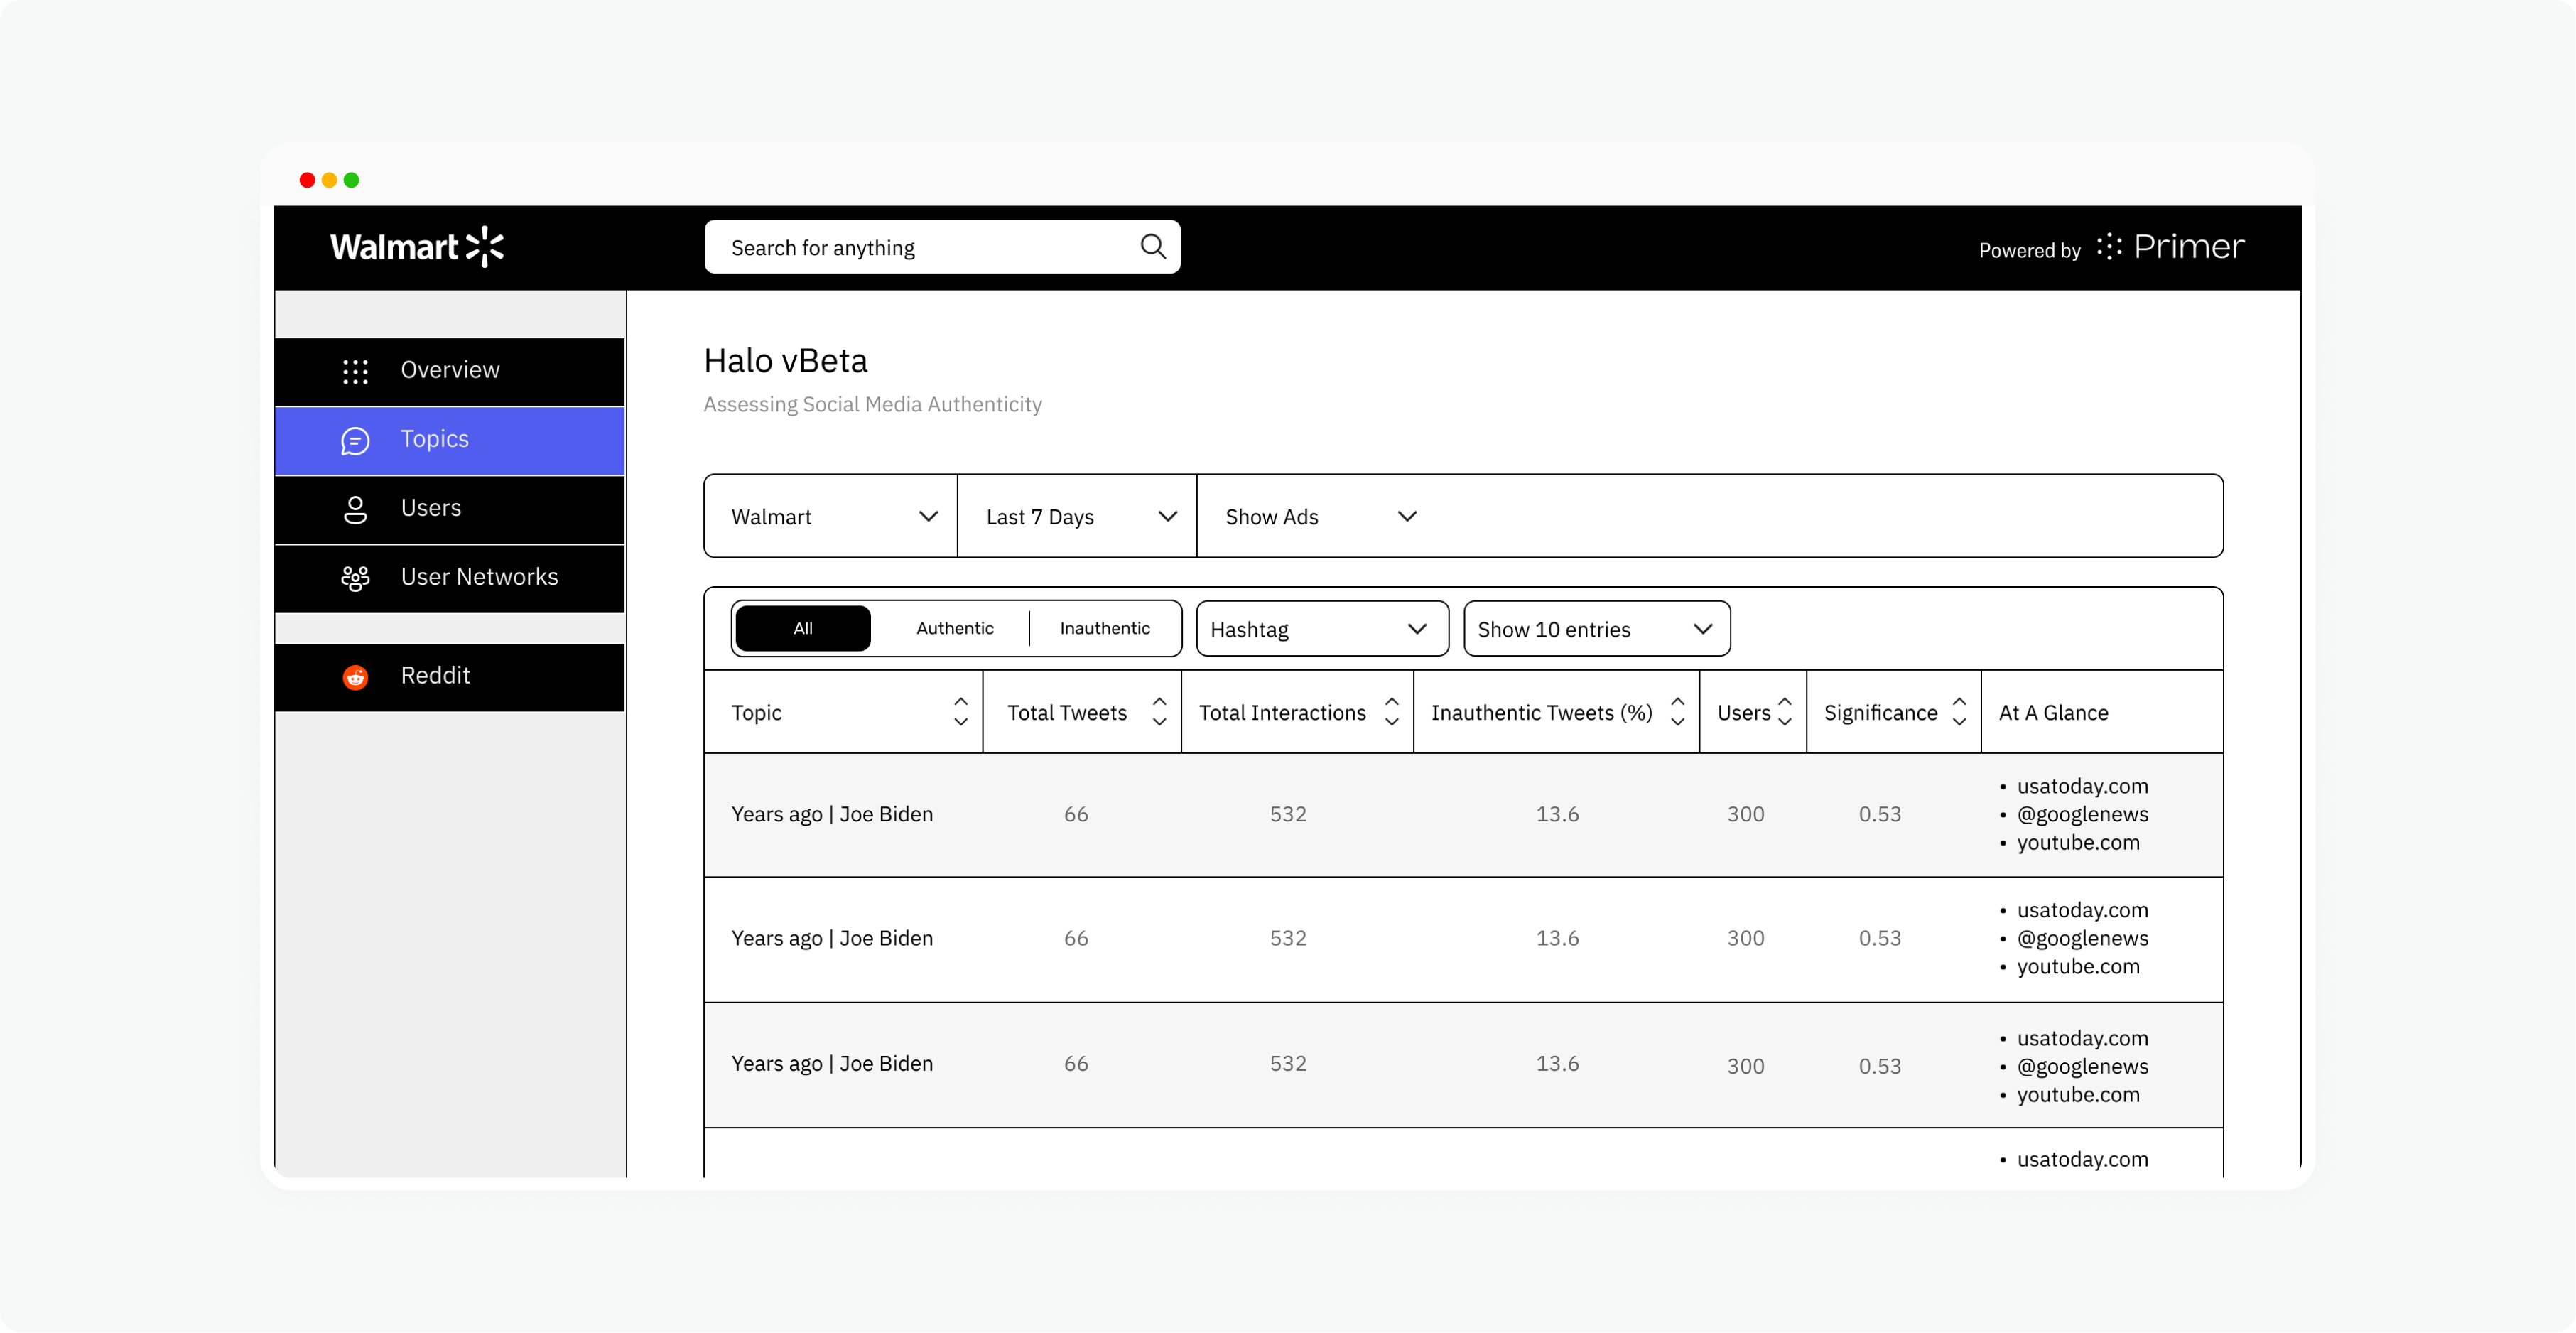 Walmart
Search for anything
Powered by Primer
Overview
Topics
Users
User Networks
Reddit
Halo vBeta
Assessing Social Media Authenticity
Walmart
Last 7 Days
Show Ads
All
Authentic
Inauthentic
Hashtag
Show 10 entries
Topic
Total Tweets
Total Interactions
Inauthentic Tweets (%)
Users
Significance
At A Glance
Years ago | Joe Biden
66
532
13.6
300
0.53
• usatoday.com
• @googlenews
• youtube.com
Years ago | Joe Biden
66
532
13.6
300
0.53
• usatoday.com
• @googlenews
• youtube.com
Years ago | Joe Biden
66
532
13.6
300
0.53
• usatoday.com
• @googlenews
• youtube.com
• usatoday.com